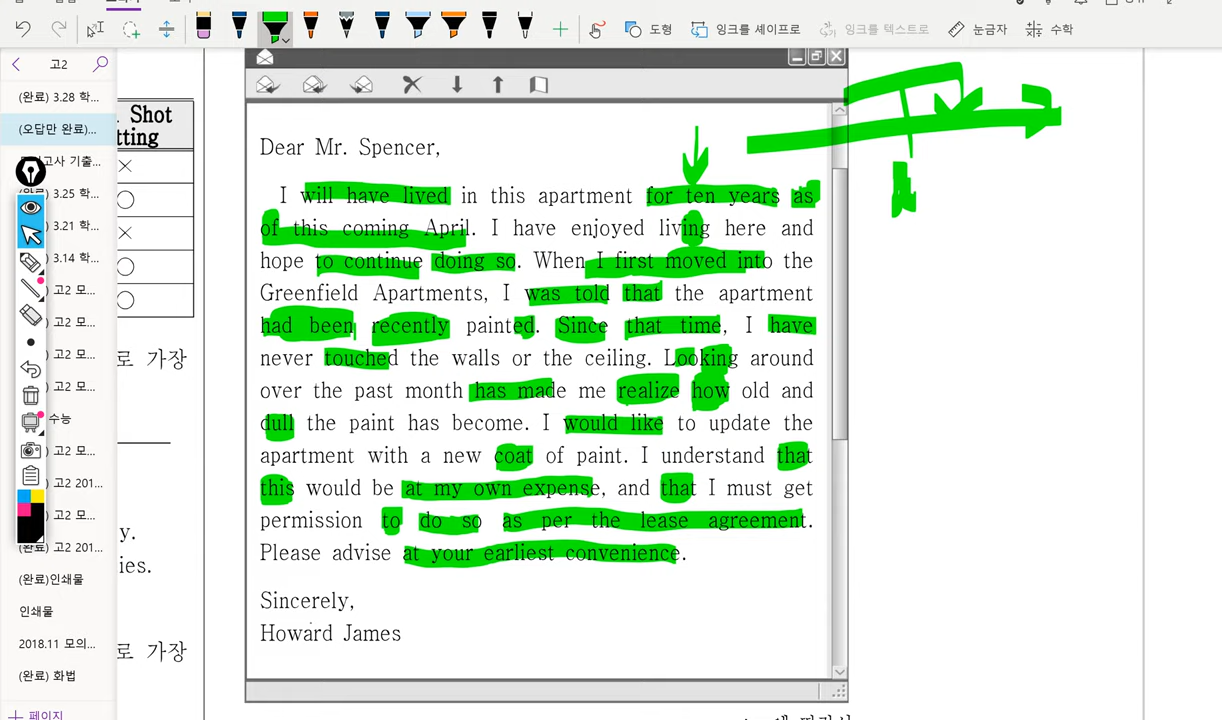 도형
잉크를 셰이프로
잉크를 텍스트로
눈금자
수학
고2
(완료) 3.28 학...
(오답만 완료)...
모의고사 기출...
) 3.25 학...
) 3.21 학...
) 3.14 학...
) 고2 모...
) 고2 모...
) 고2 모...
) 고2 모...
수능
) 고2 모...
) 고2 201...
) 고2 모...
(완료) 고2 201...
(완료)인쇄물
인쇄물
2018.11 모의...
(완료) 화법
페이지
Shot
tting
×
○
×
○
○
로 가장
y.
ies.
로 가장
Dear Mr. Spencer,
I will have lived in this apartment for ten years as
of this coming April. I have enjoyed living here and
hope to continue doing so. When I first moved into the
Greenfield Apartments, I was told that the apartment
had been recently painted. Since that time, I have
never touched the walls or the ceiling. Looking around
over the past month has made me realize how old and
dull the paint has become. I would like to update the
apartment with a new coat of paint. I understand that
this would be at my own expense, and that I must get
permission to do so as per the lease agreement.
Please advise at your earliest convenience.
Sincerely,
Howard James